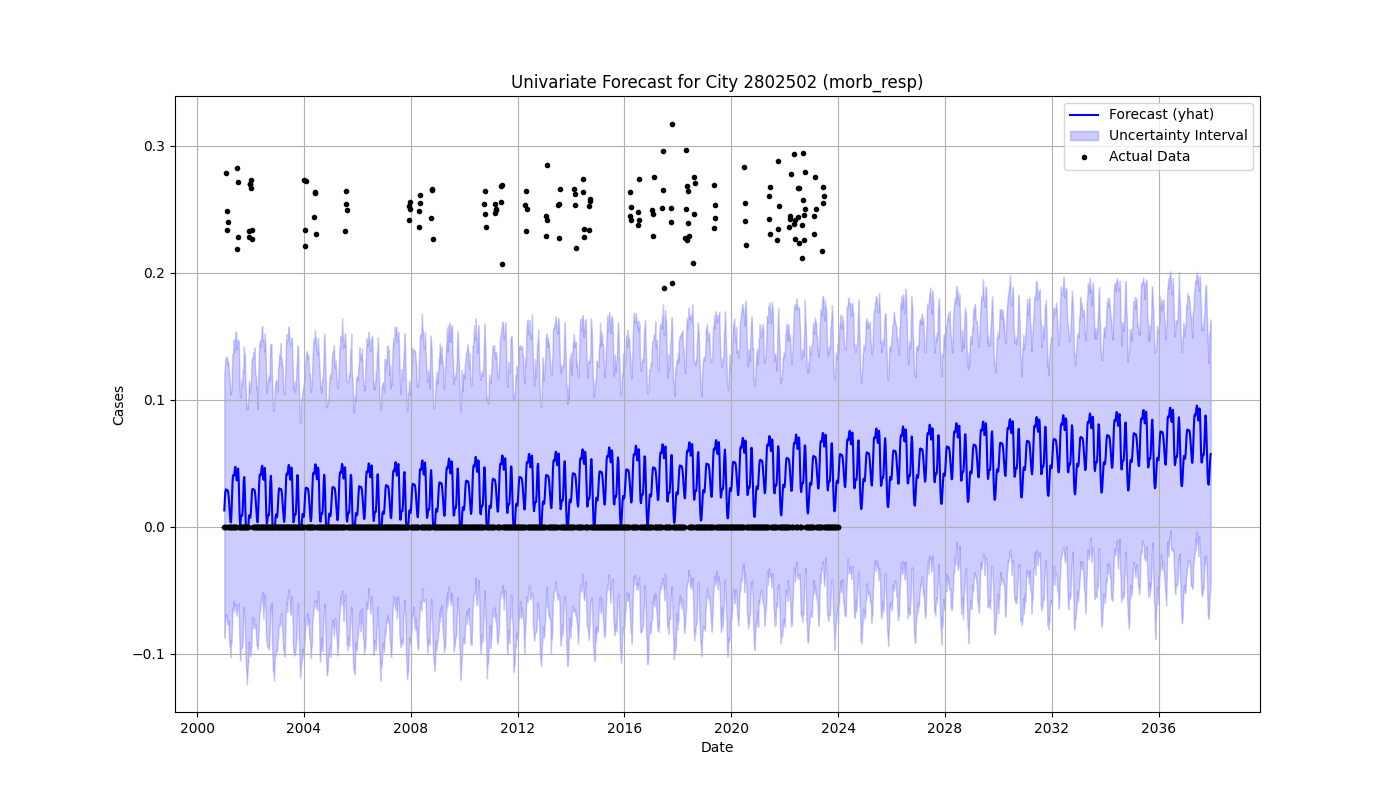 Univariate Forecast for City 2802502 (morb_resp)
Forecast (yhat)
Uncertainty Interval
Actual Data
0.3
0.2
0.1
0.0
−0.1
Cases
2000 2004 2008 2012 2016 2020 2024 2028 2032 2036
Date